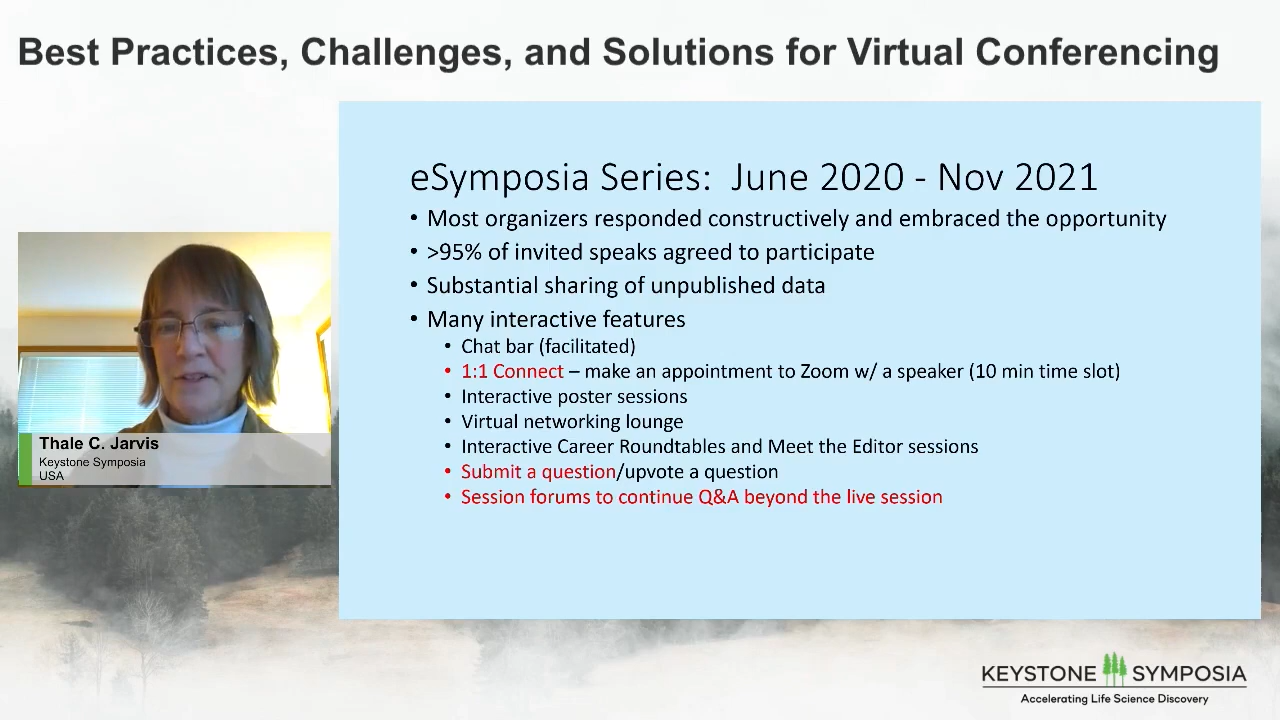 Best Practices, Challenges, and Solutions for Virtual Conferencing
eSymposia Series: June 2020 - Nov 2021
• Most organizers responded constructively and embraced the opportunity
• >95% of invited speaks agreed to participate
• Substantial sharing of unpublished data
• Many interactive features
• Chat bar (facilitated)
• 1:1 Connect – make an appointment to Zoom w/ a speaker (10 min time slot)
• Interactive poster sessions
• Virtual networking lounge
• Interactive Career Roundtables and Meet the Editor sessions
• Submit a question/upvote a question
• Session forums to continue Q&A beyond the live session
Thale C. Jarvis
Keystone Symposia
USA
KEYSTONE SYMPOSIA
Accelerating Life Science Discovery